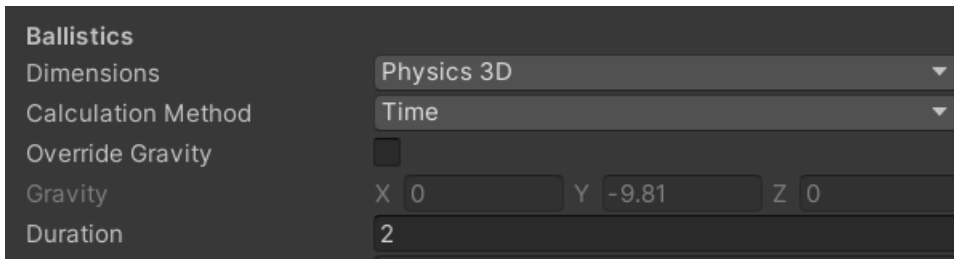 Ballistics
Dimensions Physics 3D
Calculation Method Time
Override Gravity
Gravity X 0 Y -9.81 Z 0
Duration 2